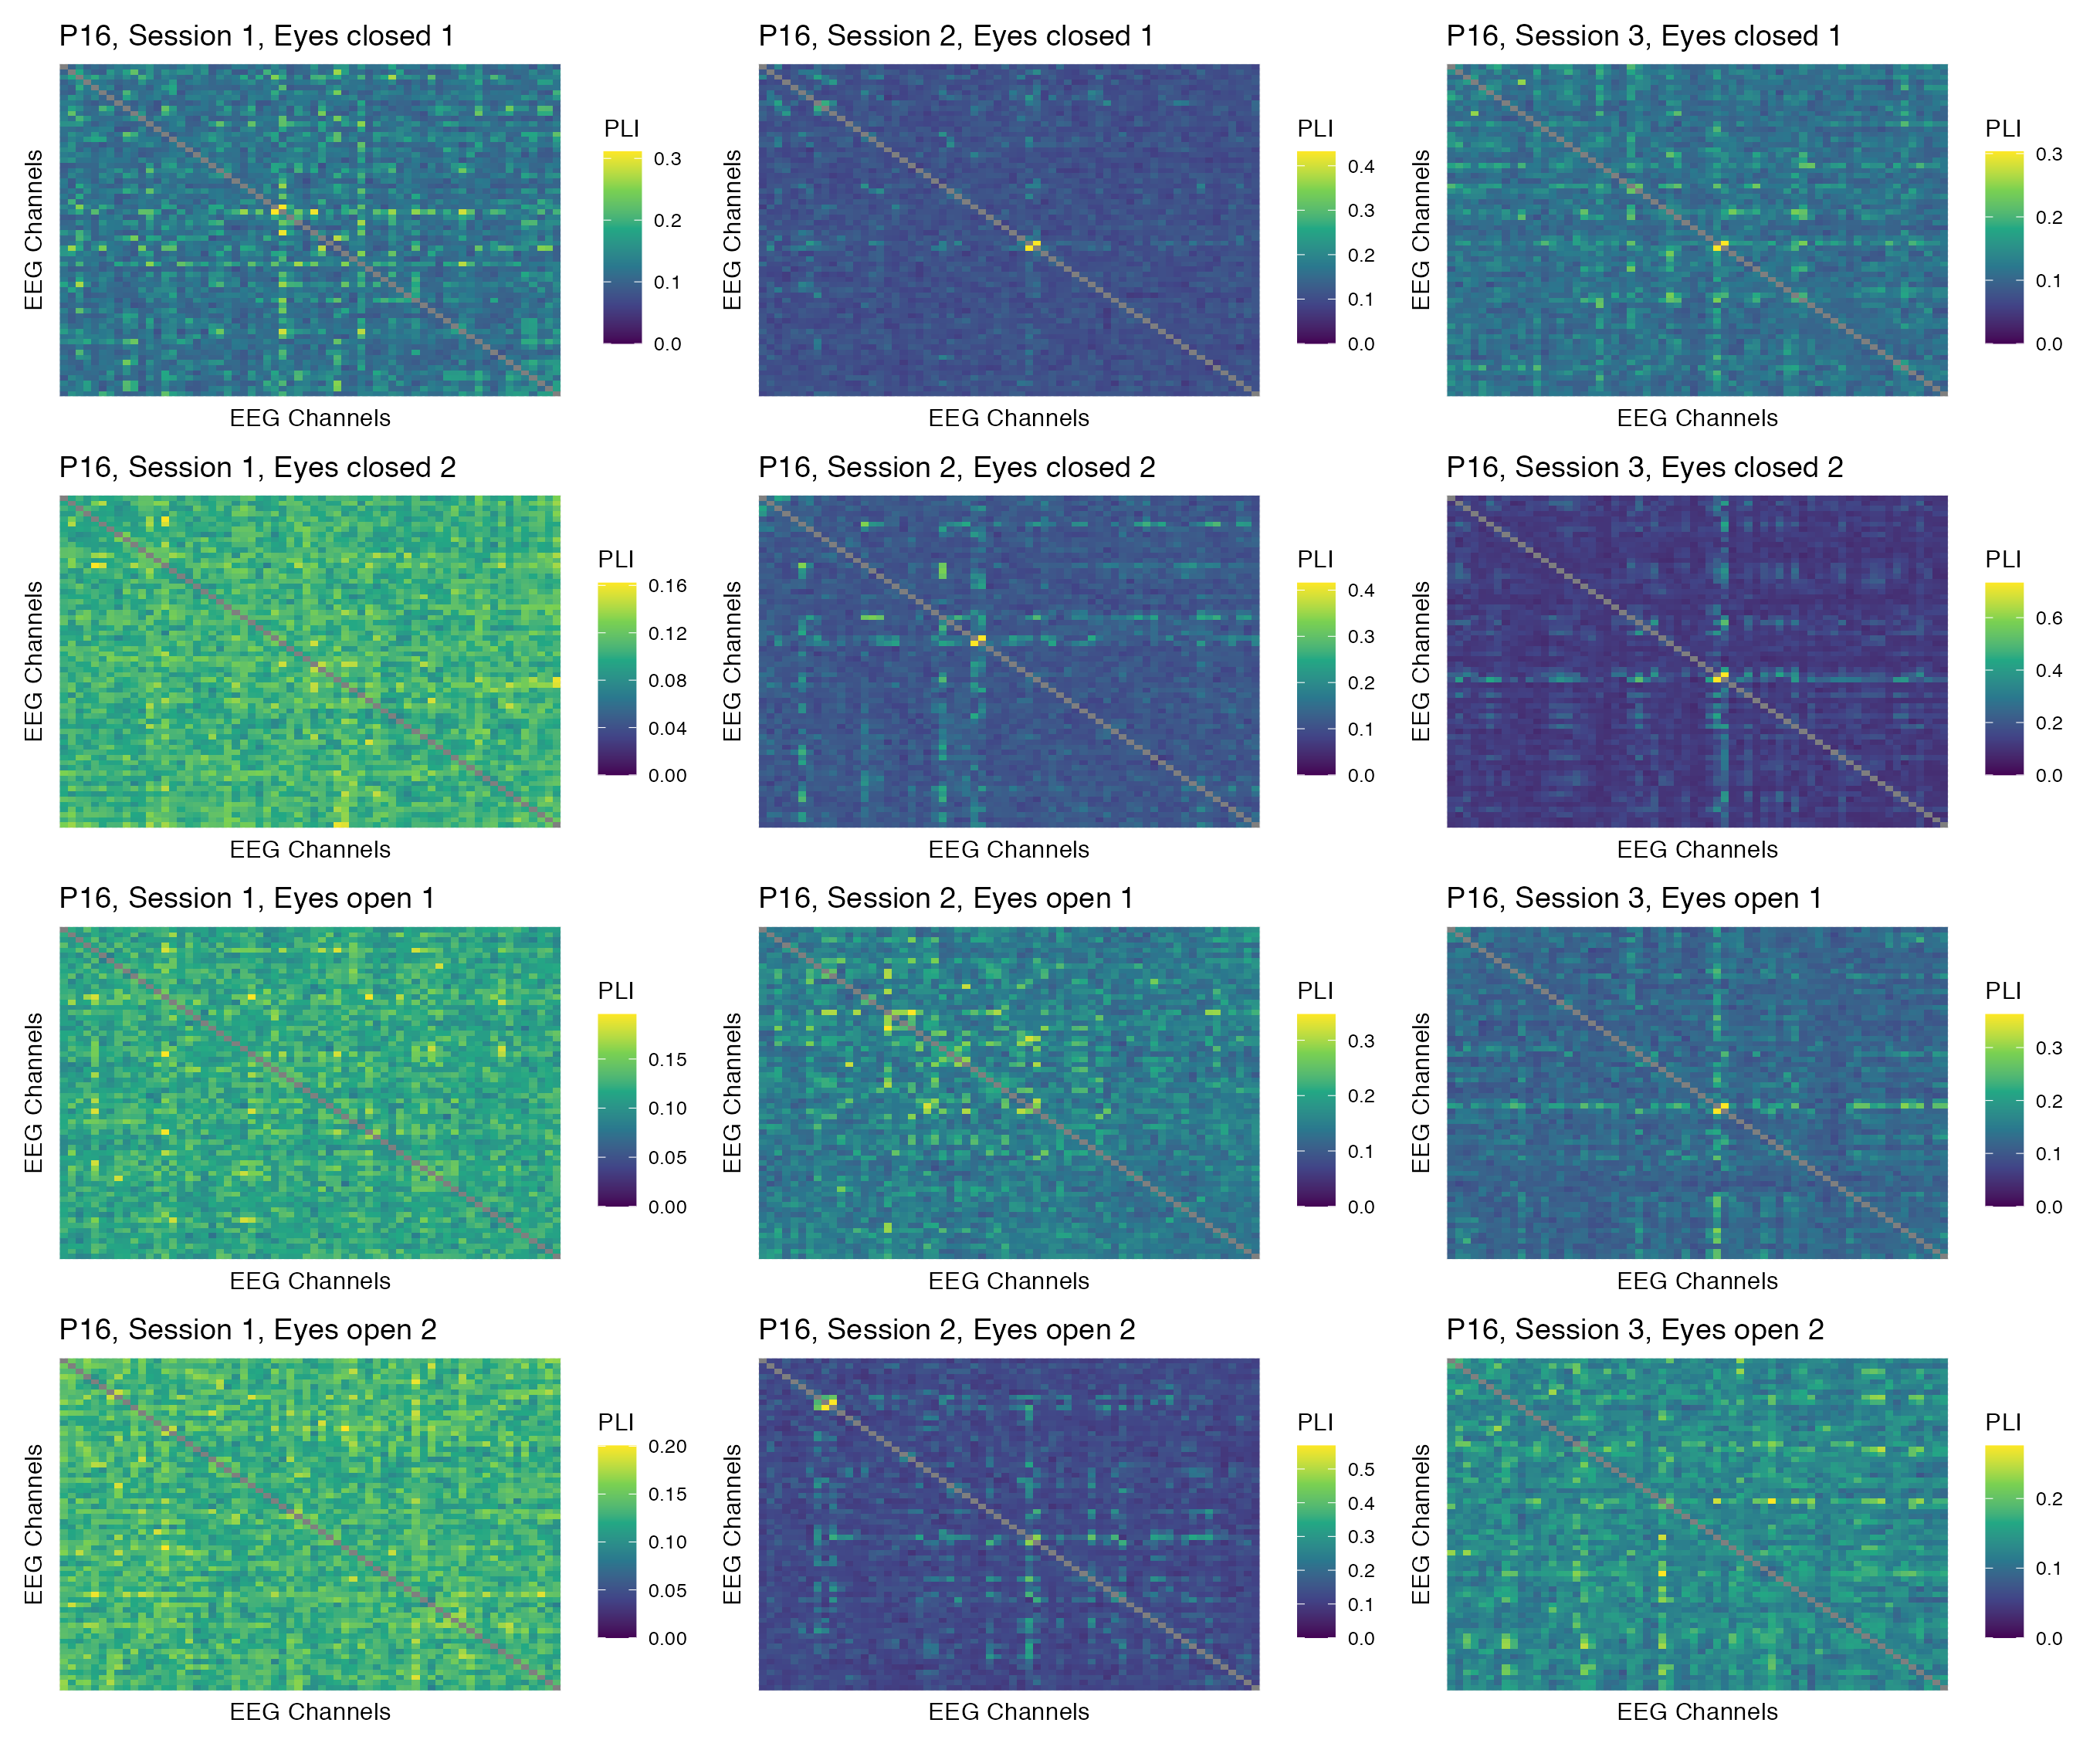 P16, Session 1, Eyes closed 1
EEG Channels
EEG Channels
PLI
0.3
0.2
0.1
0.0
P16, Session 2, Eyes closed 1
EEG Channels
EEG Channels
PLI
0.4
0.3
0.2
0.1
0.0
P16, Session 3, Eyes closed 1
EEG Channels
EEG Channels
PLI
0.3
0.2
0.1
0.0
P16, Session 1, Eyes closed 2
EEG Channels
EEG Channels
PLI
0.16
0.12
0.08
0.04
0.00
P16, Session 2, Eyes closed 2
EEG Channels
EEG Channels
PLI
0.4
0.3
0.2
0.1
0.0
P16, Session 3, Eyes closed 2
EEG Channels
EEG Channels
PLI
0.6
0.4
0.2
0.0
P16, Session 1, Eyes open 1
EEG Channels
EEG Channels
PLI
0.15
0.10
0.05
0.00
P16, Session 2, Eyes open 1
EEG Channels
EEG Channels
PLI
0.3
0.2
0.1
0.0
P16, Session 3, Eyes open 1
EEG Channels
EEG Channels
PLI
0.3
0.2
0.1
0.0
P16, Session 1, Eyes open 2
EEG Channels
EEG Channels
PLI
0.20
0.15
0.10
0.05
0.00
P16, Session 2, Eyes open 2
EEG Channels
EEG Channels
PLI
0.5
0.4
0.3
0.2
0.1
0.0
P16, Session 3, Eyes open 2
EEG Channels
EEG Channels
PLI
0.2
0.1
0.0